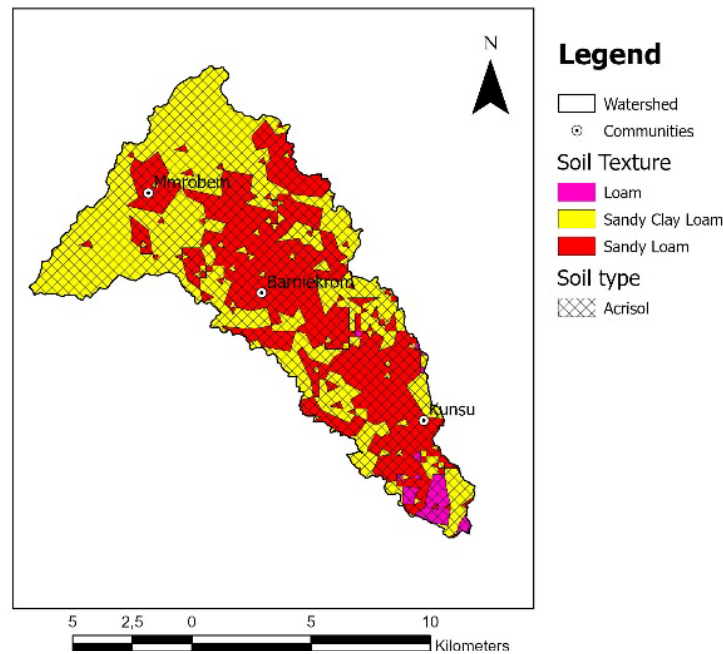 N
Legend
Watershed
Communities
Soil Texture
Loam
Sandy Clay Loam
Sandy Loam
Soil type
Acrisol
Mmrobem
Barniekrom
Kunsu
5 2,5 0 5 10
Kilometers